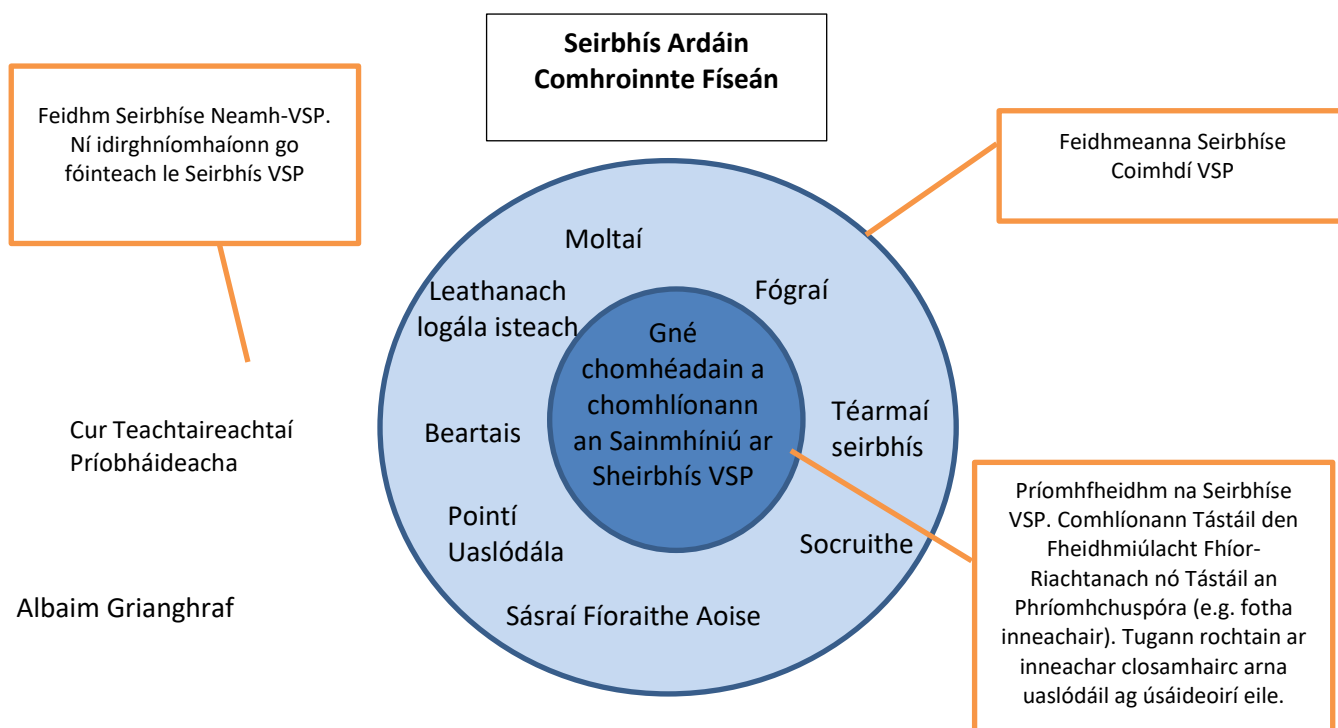 Seirbhís Ardáin
Comhroinnte Físeán
Feidhm Seirbhíse Neamh-VSP.
Ní idirghníomhaíonn go
fóinteach le Seirbhís VSP
Feidhmeanna Seirbhíse
Coimhdí VSP
Moltaí
Leathanach
logála isteach
Fógraí
Gné
chomhéadain a
chomhlíonann
an Sainmhíniú ar
Sheirbhís VSP
Beartais
Téarmaí
seirbhís
Pointí
Uaslódála
Socruithe
Sásraí Fíoraithe Aoise
Cur Teachtaireachtaí
Príobháideacha
Albaim Grianghraf
Príomhfheidhm na Seirbhíse
VSP. Comhlíonann Tástáil den
Fheidhmiúlacht Fhíor-
Riachtanach nó Tástáil an
Phríomhchuspóra (e.g. fotha
inneachair). Tugann rochtain ar
inneachar closamhairc arna
uaslódáil ag úsáideoirí eile.